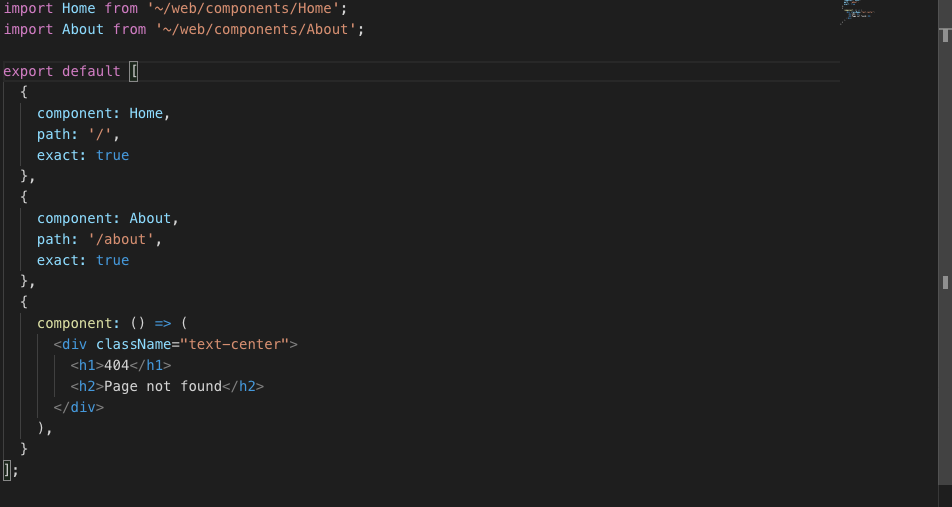 import Home from '~/web/components/Home';
import About from '~/web/components/About';
export default [
  {
    component: Home,
    path: '/',
    exact: true
  },
  {
    component: About,
    path: '/about',
    exact: true
  },
  {
    component: () => (
      <div className="text-center">
        <h1>404</h1>
        <h2>Page not found</h2>
      </div>
    ),
  }
];